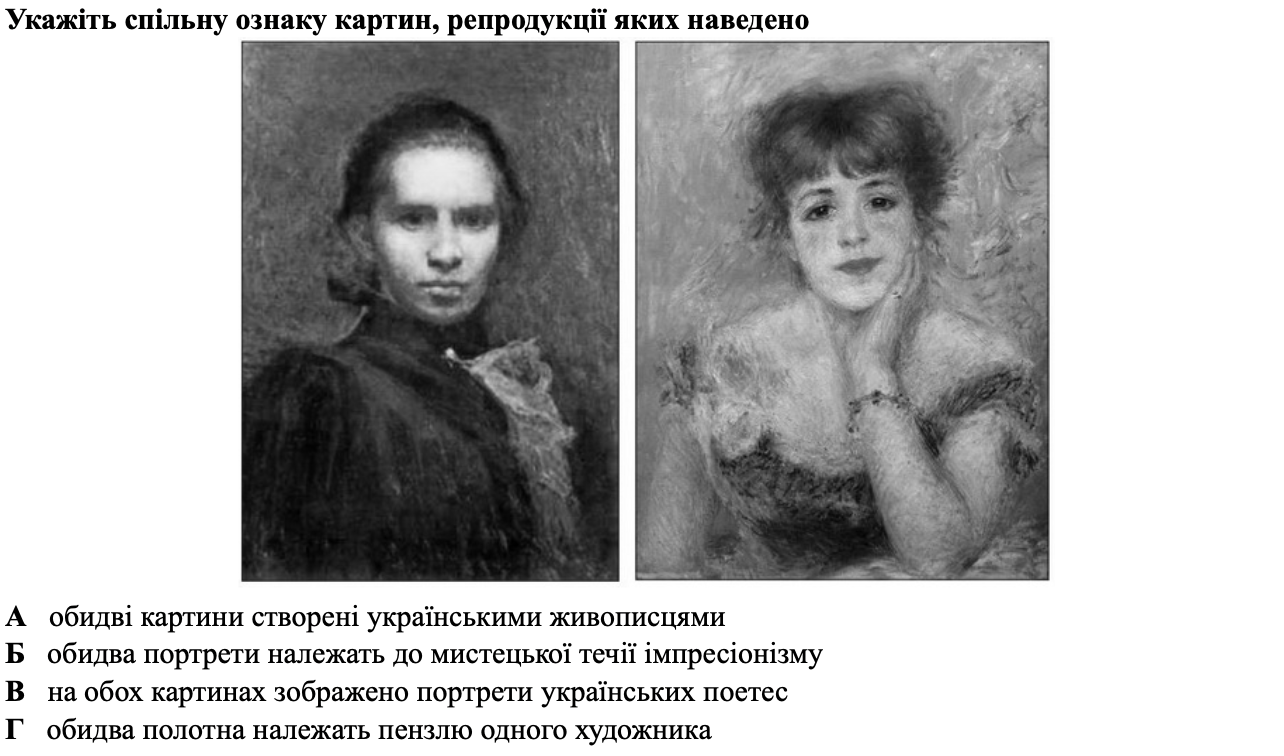 Укажіть спільну ознаку картин, репродукції яких наведено
А обидві картини створені українськими живописцями
Б обидва портрети належать до мистецької течії імпресіонізму
В на обох картинах зображено портрети українських поетес
Г обидва полотна належать пензлю одного художника